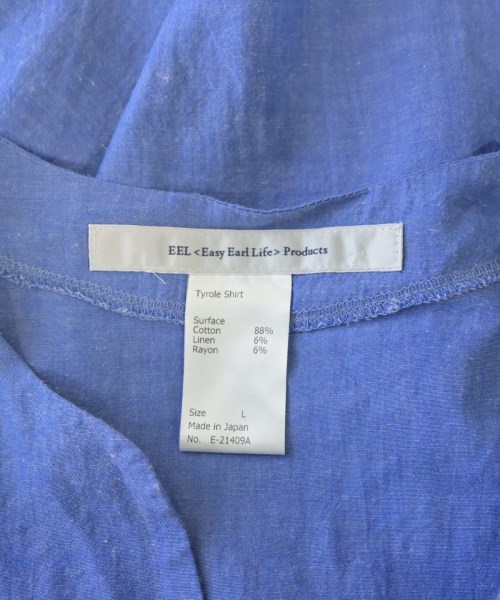 EEL <Easy Earl Life> Products
Tyrole Shirt
Surface
Cotton 88%
Linen 6%
Rayon 6%
Size L
Made in Japan
No. E-21409A